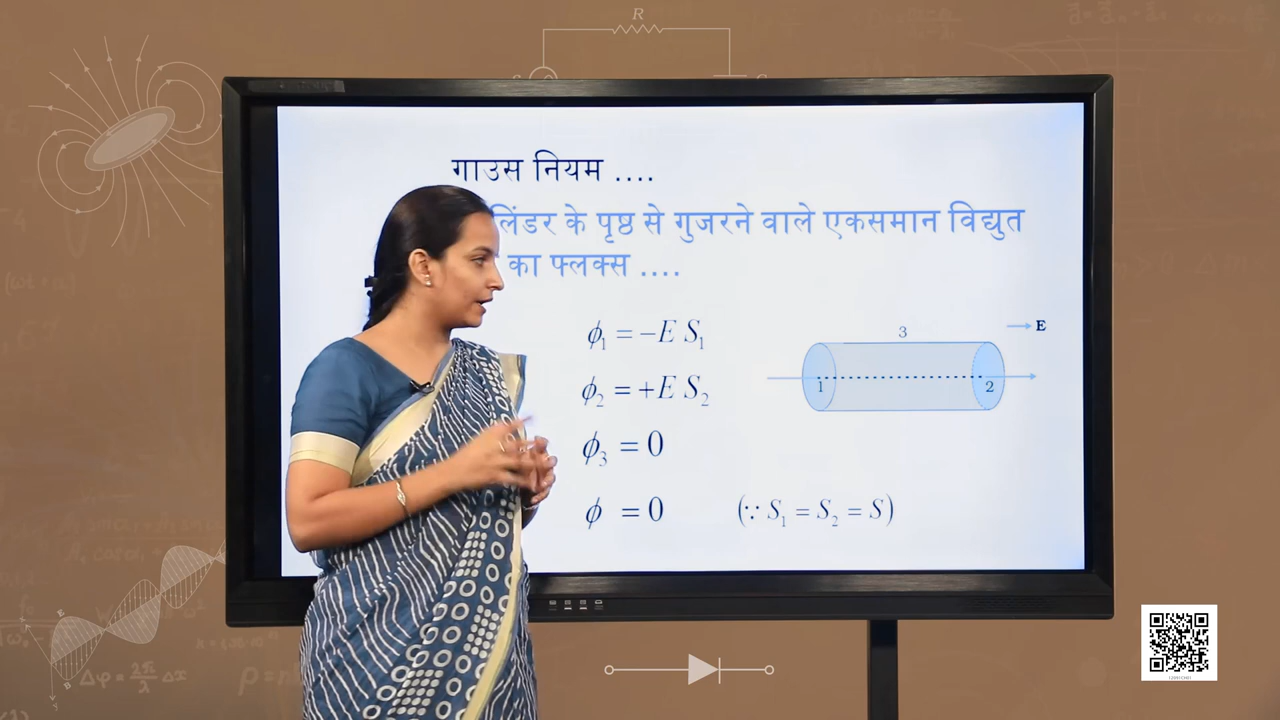 R
गाउस नियम ....
लिंडर के पृष्ठ से गुजरने वाले एकसमान विद्युत
का फ्लक्स ....
ϕ₁ = −E S₁
3
E
ϕ₂ = +E S₂
1
2
ϕ₃ = 0
ϕ = 0 (∵ S₁ = S₂ = S)